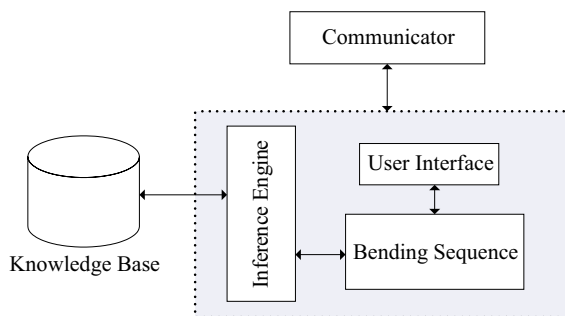 Communicator
User Interface
Inference Engine
Bending Sequence
Knowledge Base